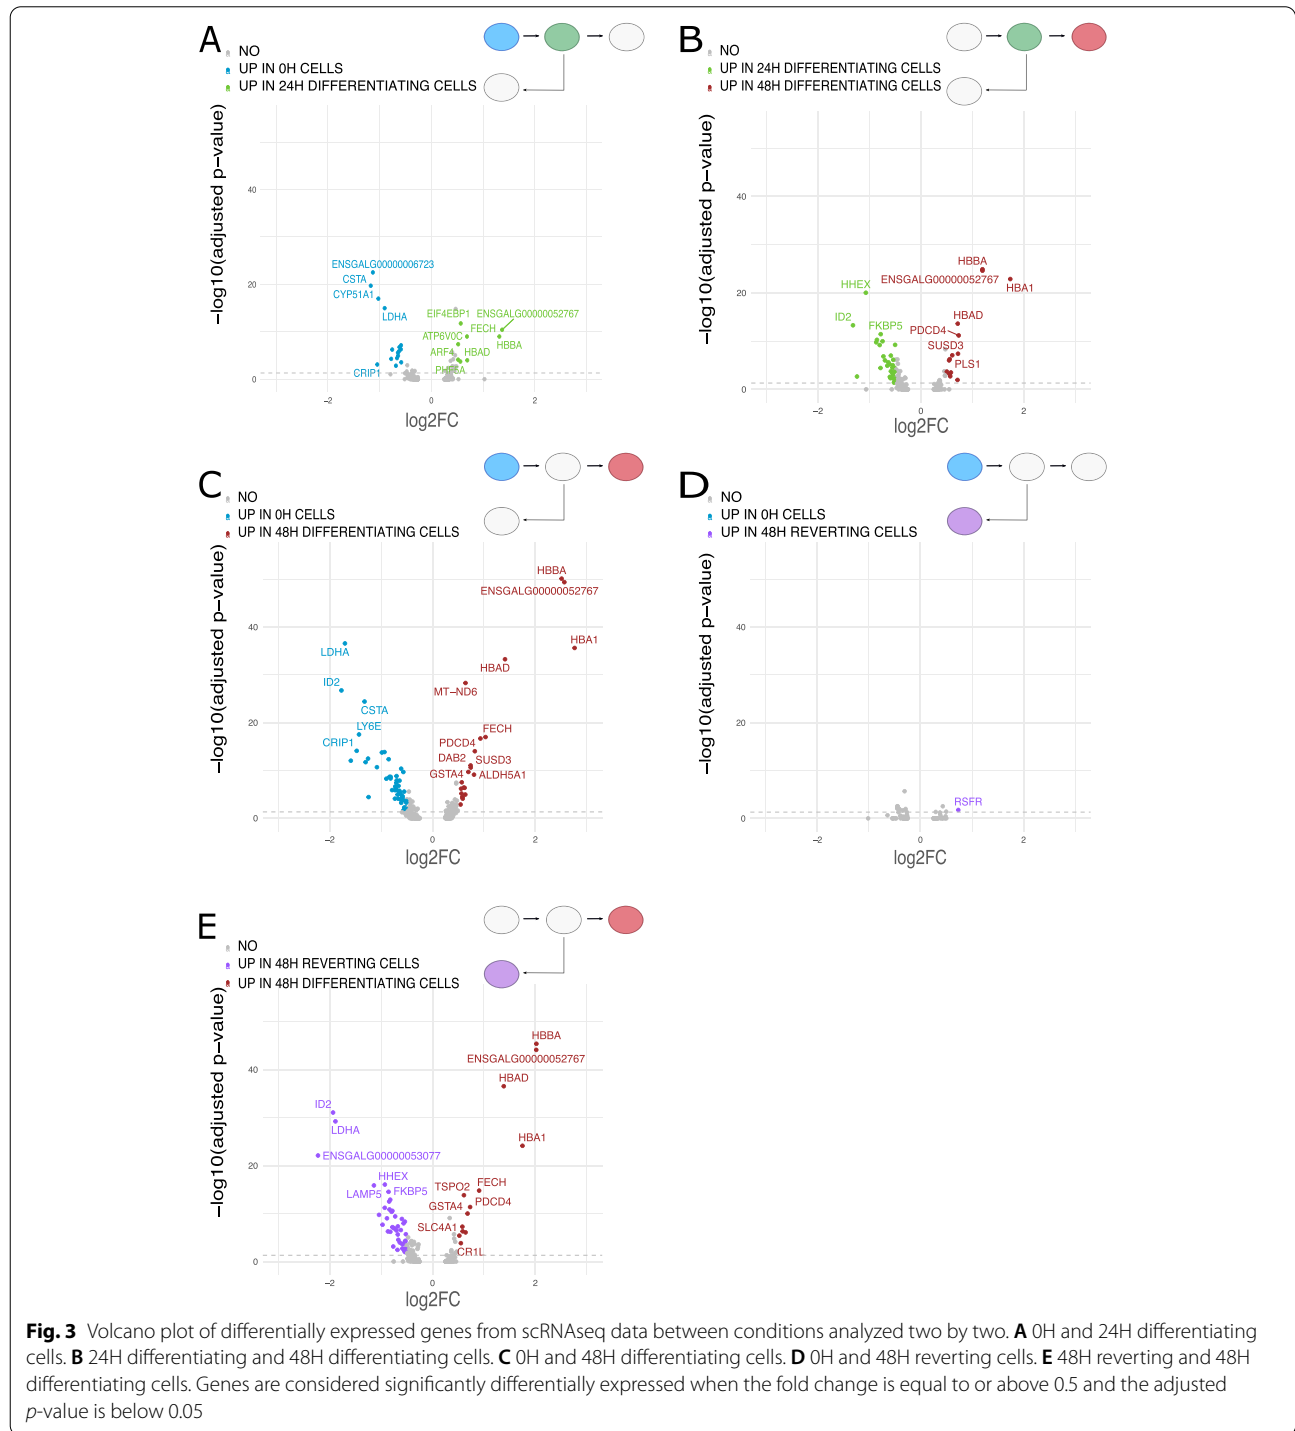 A
NO
UP IN 0H CELLS
UP IN 24H DIFFERENTIATING CELLS
−log10(adjusted p−value)
40
20
0
ENSGALG00000006723
CSTA
CYP51A1
LDHA
CRIP1
EIF4EBP1
ENSGALG00000052767
FECH
ATP6V0C
HBBA
ARF4
HBAD
PHF5A
−2
0
2
log2FC
B
NO
UP IN 24H DIFFERENTIATING CELLS
UP IN 48H DIFFERENTIATING CELLS
−log10(adjusted p−value)
40
20
0
HBBA
ENSGALG00000052767
HBA1
HHEX
ID2
FKBP5
HBAD
PDCD4
SUSD3
PLS1
−2
0
2
log2FC
C
NO
UP IN 0H CELLS
UP IN 48H DIFFERENTIATING CELLS
−log10(adjusted p−value)
40
20
0
HBBA
ENSGALG00000052767
HBA1
LDHA
HBAD
ID2
MT−ND6
CSTA
LY6E
FECH
CRIP1
PDCD4
DAB2
SUSD3
GSTA4
ALDH5A1
−2
0
2
log2FC
D
NO
UP IN 0H CELLS
UP IN 48H REVERTING CELLS
−log10(adjusted p−value)
40
20
0
RSFR
−2
0
2
log2FC
E
NO
UP IN 48H REVERTING CELLS
UP IN 48H DIFFERENTIATING CELLS
−log10(adjusted p−value)
40
20
0
HBBA
ENSGALG00000052767
HBAD
ID2
LDHA
HBA1
ENSGALG00000053077
HHEX
LAMP5
FKBP5
TSPO2
FECH
GSTA4
PDCD4
SLC4A1
CR1L
−2
0
2
log2FC
Fig. 3 Volcano plot of differentially expressed genes from scRNAseq data between conditions analyzed two by two. A 0H and 24H differentiating
cells. B 24H differentiating and 48H differentiating cells. C 0H and 48H differentiating cells. D 0H and 48H reverting cells. E 48H reverting and 48H
differentiating cells. Genes are considered significantly differentially expressed when the fold change is equal to or above 0.5 and the adjusted
p-value is below 0.05